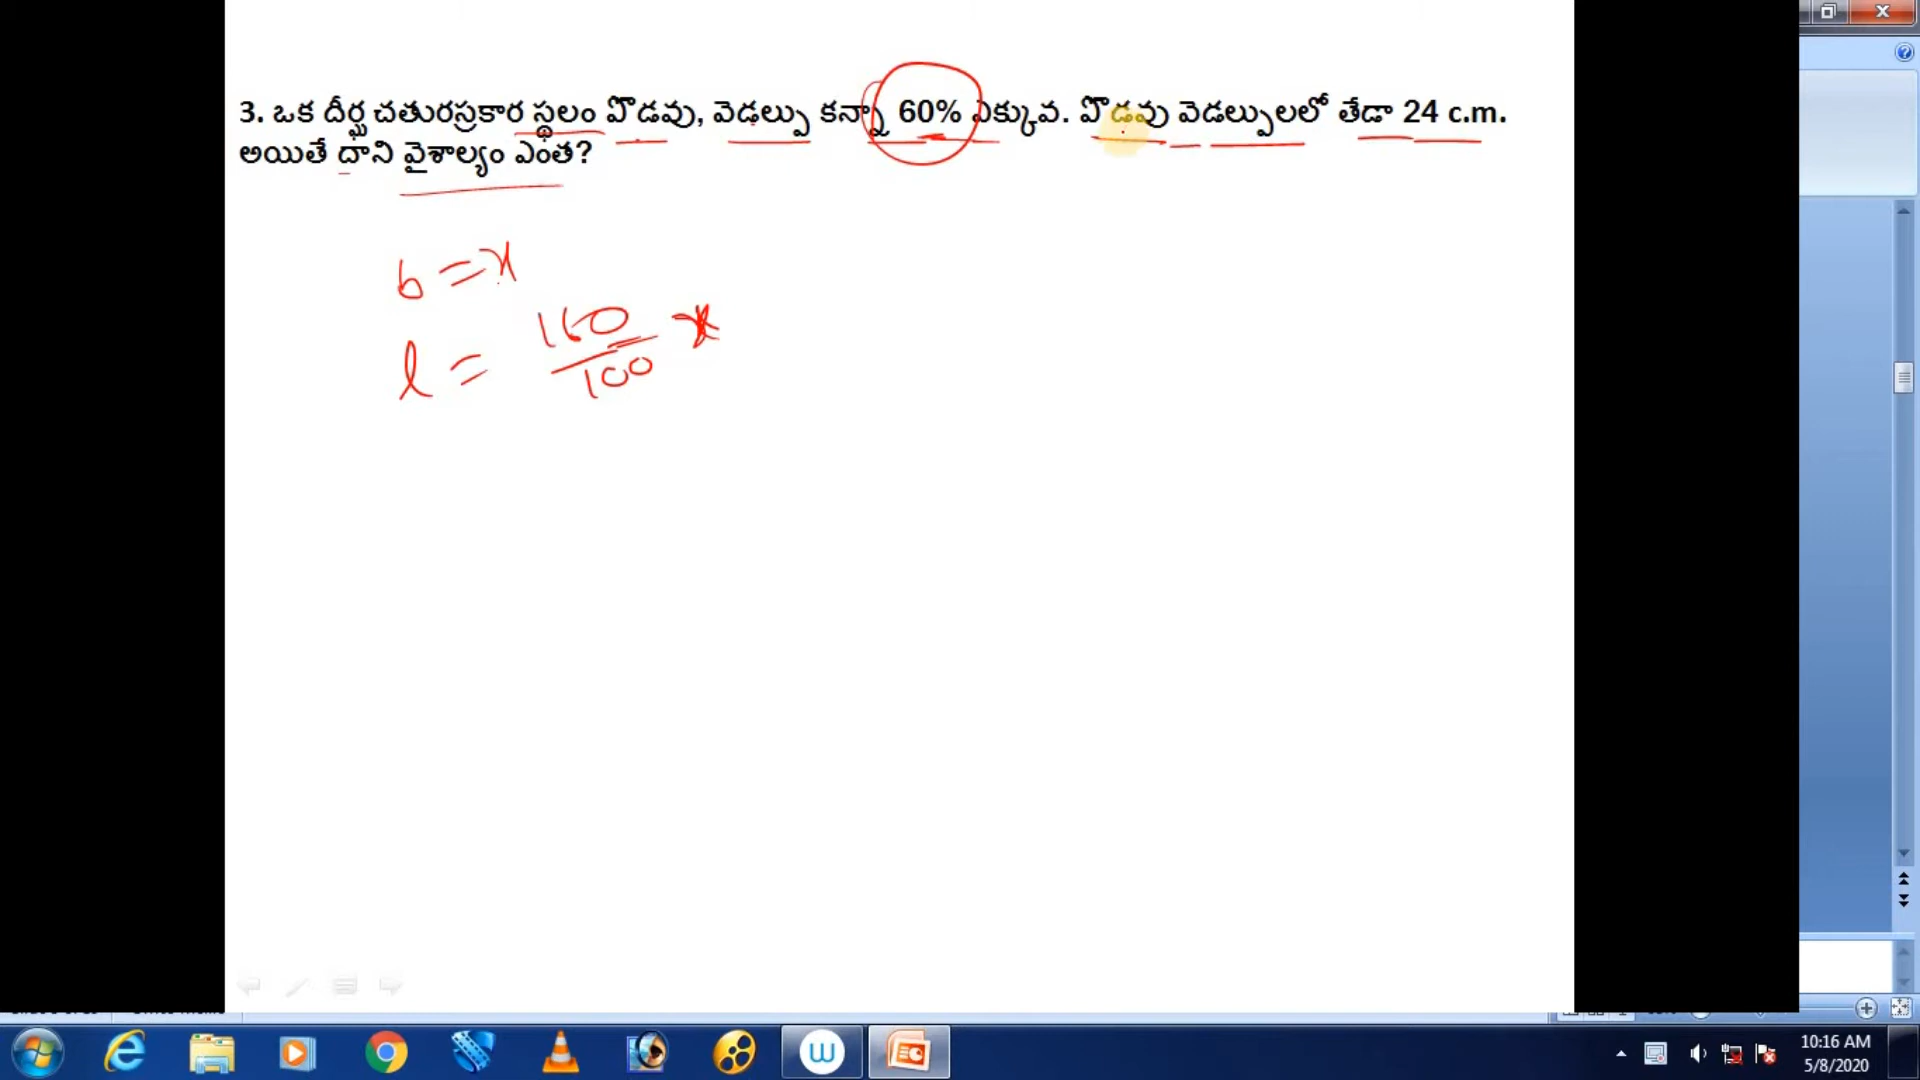 3. ఒక దీర్ఘ చతురస్రకార స్థలం పొడవు, వెడల్పు కన్నా 60% ఎక్కువ. పొడవు వెడల్పులలో తేడా 24 c.m.
అయితే దాని వైశాల్యం ఎంత?
b = x
l = 160/100 x
10:16 AM
5/8/2020